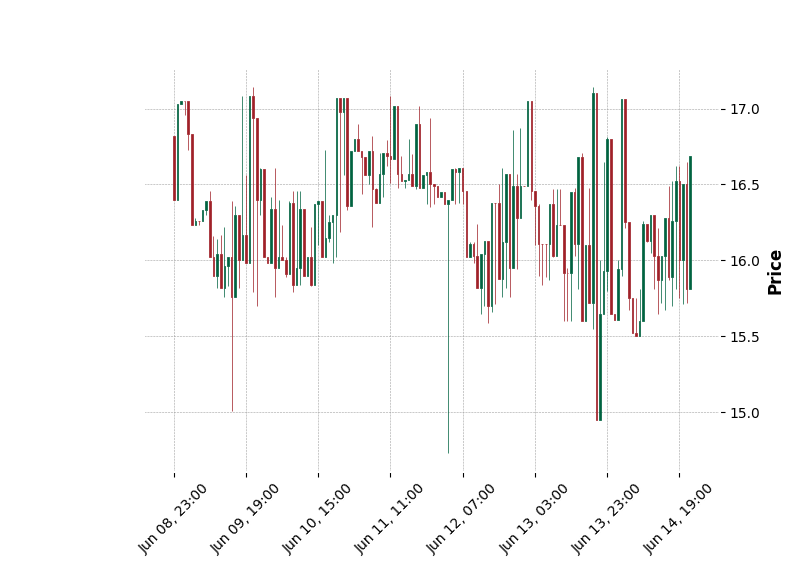 17.0
16.5
16.0
15.5
15.0
Price
Jun 08, 23:00
Jun 09, 19:00
Jun 10, 15:00
Jun 11, 11:00
Jun 12, 07:00
Jun 13, 03:00
Jun 13, 23:00
Jun 14, 19:00